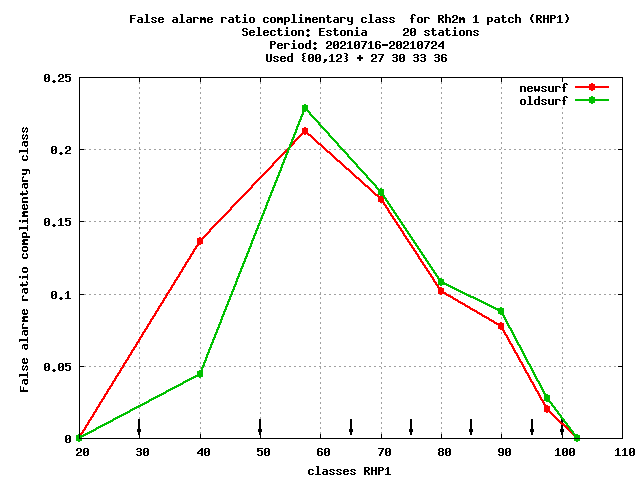 False alarme ratio complimentary class  for Rh2m 1 patch (RHP1)
Selection: Estonia     20 stations
Period: 20210716-20210724
Used {00,12} + 27 30 33 36
newsurf
oldsurf
False alarme ratio complimentary class
0.25
0.2
0.15
0.1
0.05
0
20 30 40 50 60 70 80 90 100 110
classes RHP1